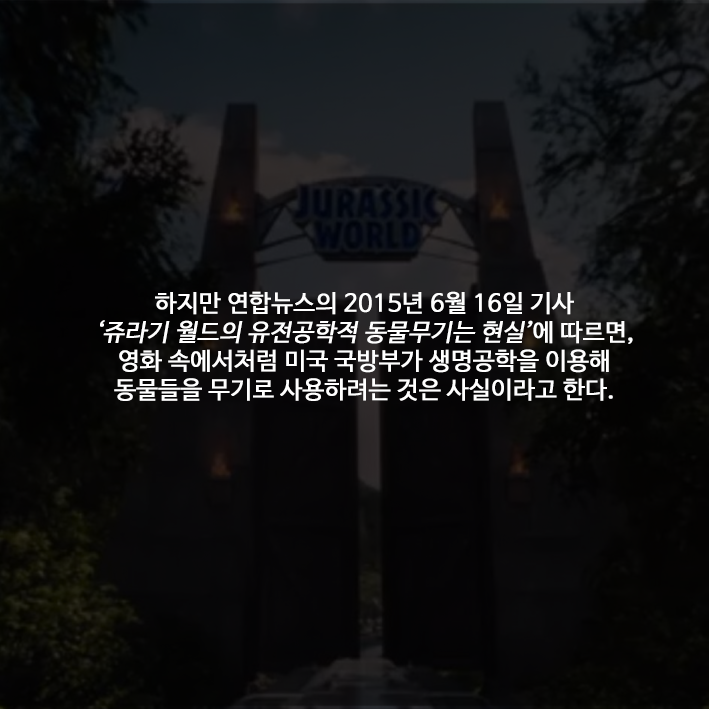 JURASSIC
WORLD
하지만 연합뉴스의 2015년 6월 16일 기사
‘쥬라기 월드의 유전공학적 동물무기는 현실’에 따르면,
영화 속에서처럼 미국 국방부가 생명공학을 이용해
동물들을 무기로 사용하려는 것은 사실이라고 한다.